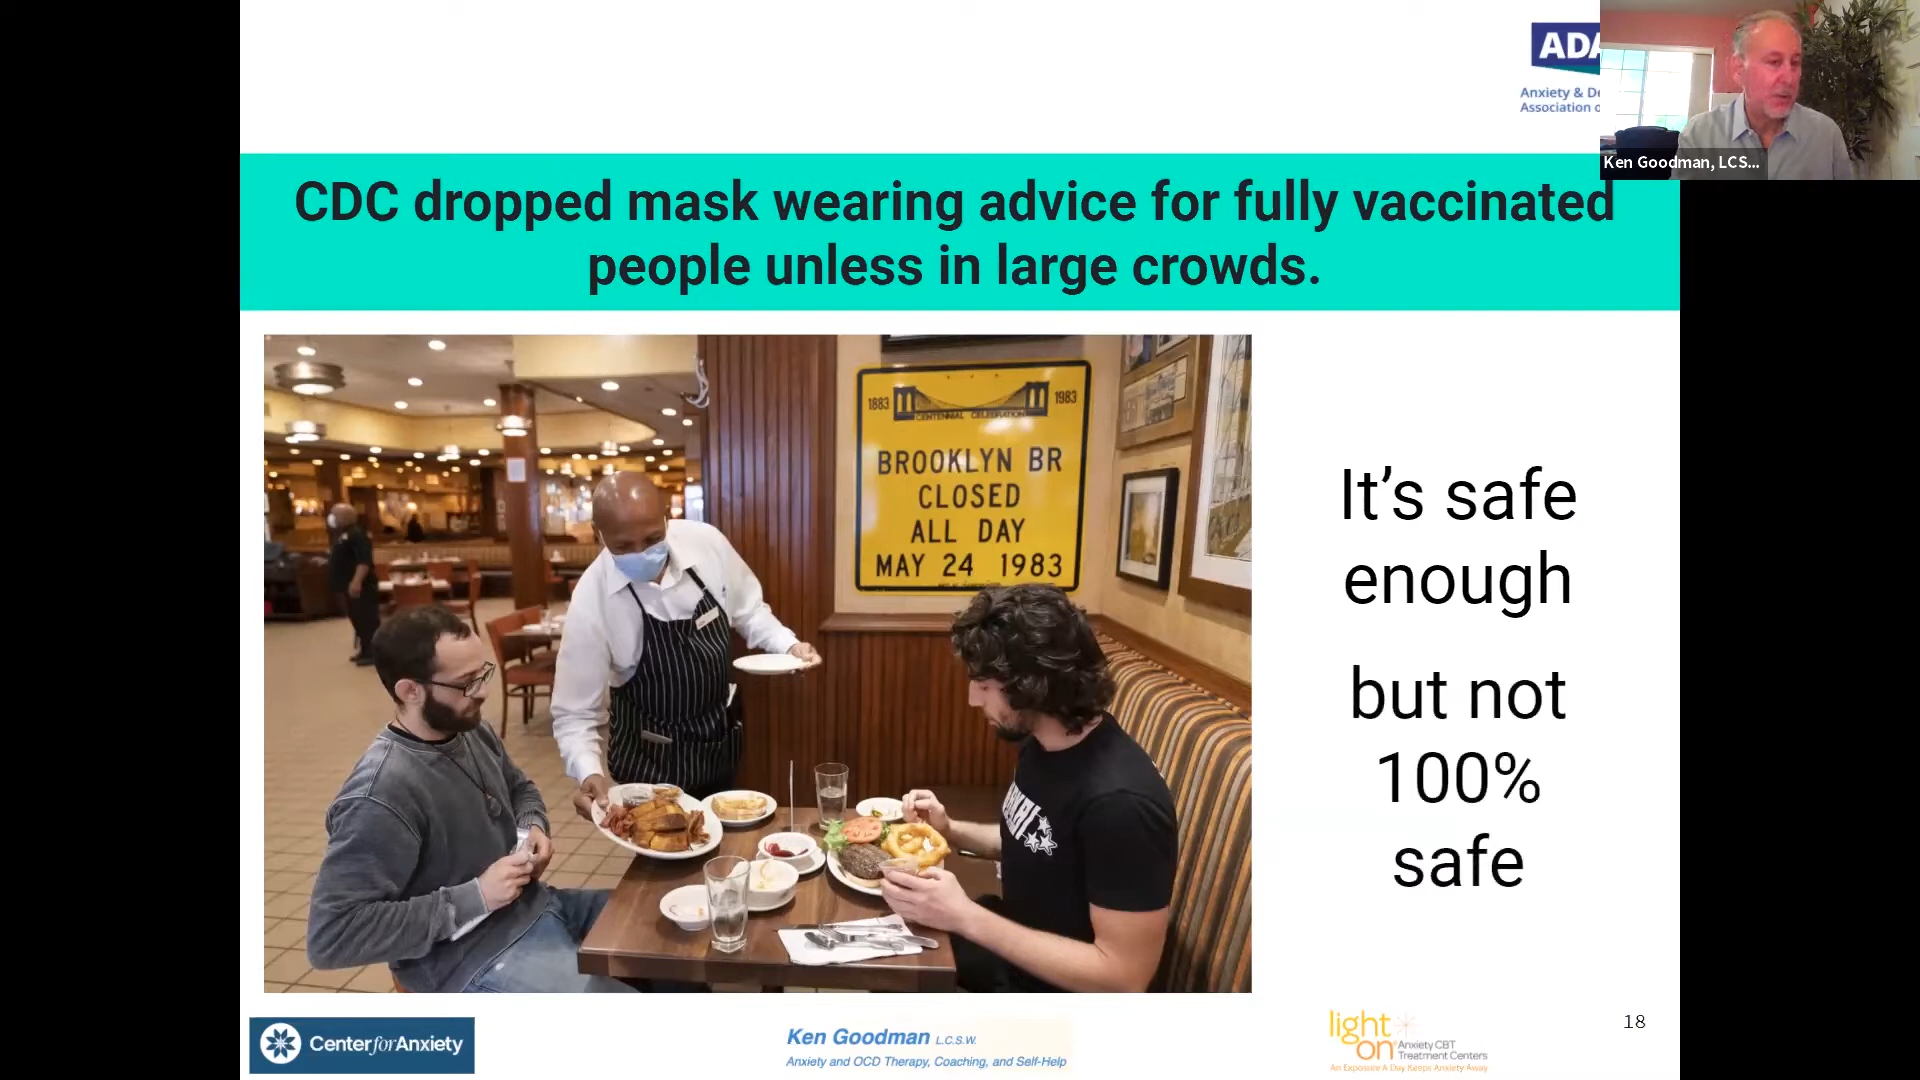 ADA
Anxiety & De
Association o
Ken Goodman, LCS...
CDC dropped mask wearing advice for fully vaccinated
people unless in large crowds.
1883
1983
CENTENNIAL CELEBRATION
BROOKLYN BR
CLOSED
ALL DAY
MAY 24 1983
It’s safe
enough
but not
100%
safe
Center for Anxiety
Ken Goodman L.C.S.W.
Anxiety and OCD Therapy, Coaching, and Self-Help
light
on
Anxiety CBT
Treatment Centers
An Exposure A Day Keeps Anxiety Away
18